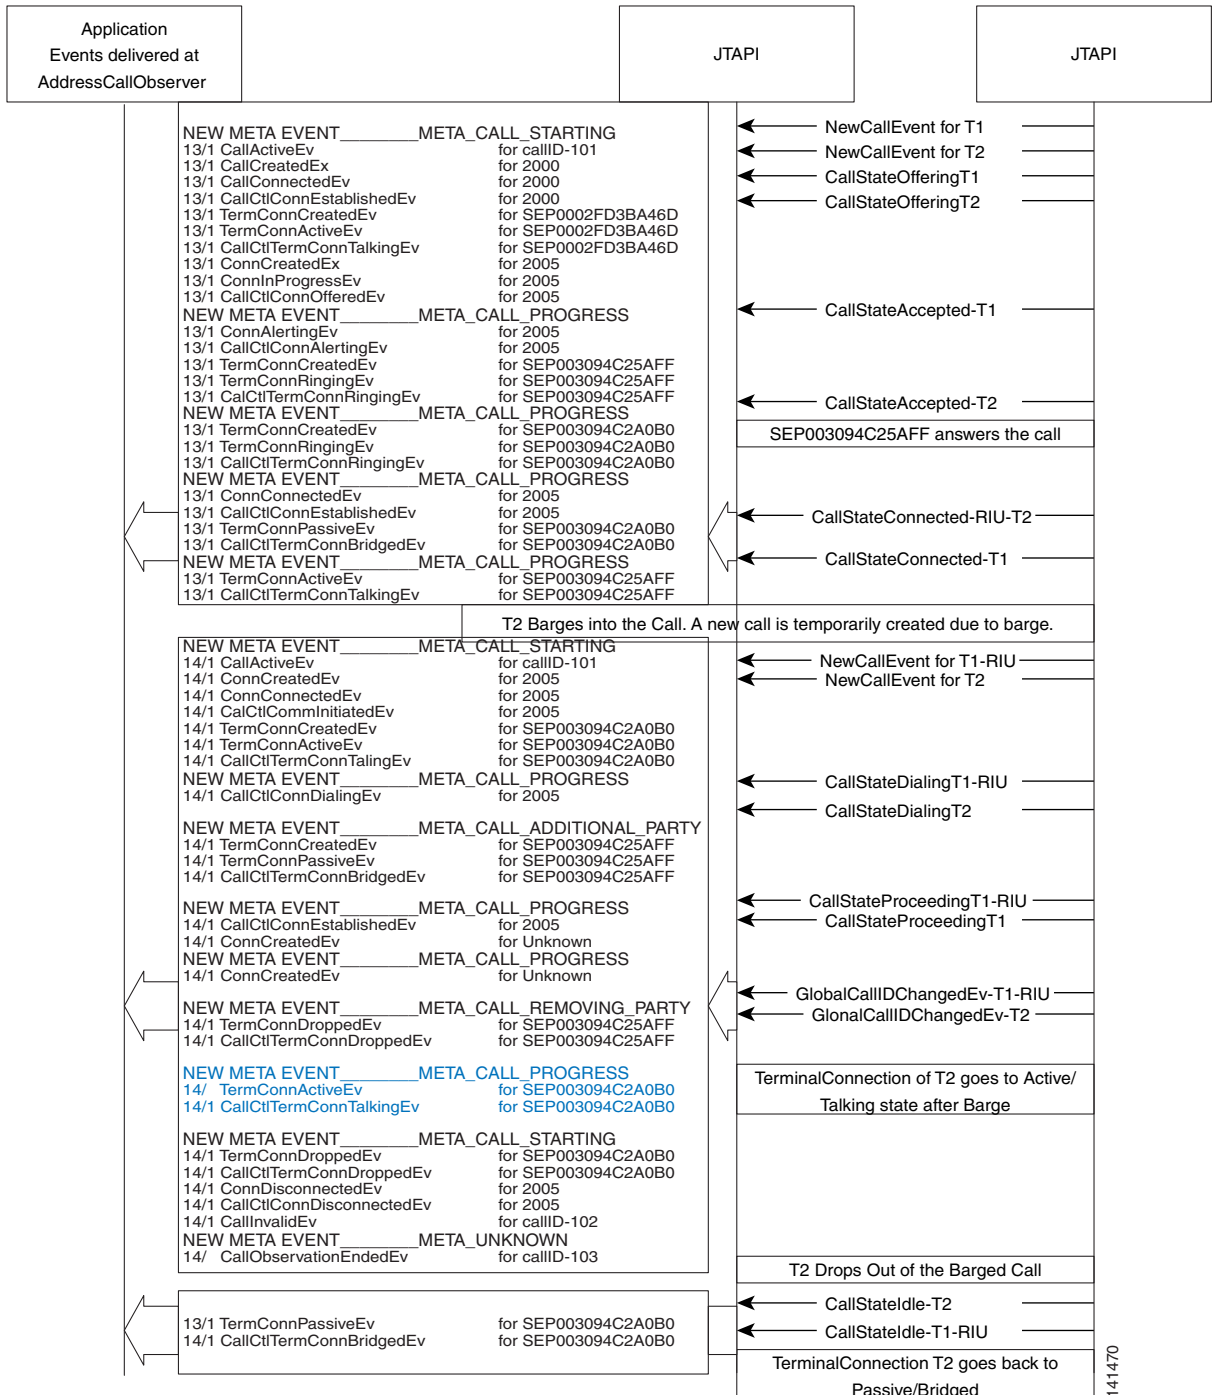 Application
Events delivered at
AddressCallObserver
JTAPI
JTAPI
NEW META EVENT_________META_CALL_STARTING
13/1 CallActiveEv for callID-101
13/1 CallCreatedEx for 2000
13/1 CallConnectedEv for 2000
13/1 CallCtlConnEstablishedEv for 2000
13/1 TermConnCreatedEv for SEP0002FD3BA46D
13/1 TermConnActiveEv for SEP0002FD3BA46D
13/1 CallCtlTermConnTalkingEv for SEP0002FD3BA46D
13/1 ConnCreatedEx for 2005
13/1 ConnInProgressEv for 2005
13/1 CallCtlConnOfferedEv for 2005
NEW META EVENT_________META_CALL_PROGRESS
13/1 ConnAlertingEv for 2005
13/1 CallCtlConnAlertingEv for 2005
13/1 TermConnCreatedEv for SEP003094C25AFF
13/1 TermConnRingingEv for SEP003094C25AFF
13/1 CalCtlTermConnRingingEv for SEP003094C25AFF
NEW META EVENT_________META_CALL_PROGRESS
13/1 TermConnCreatedEv for SEP003094C2A0B0
13/1 TermConnRingingEv for SEP003094C2A0B0
13/1 CallCtlTermConnRingingEv for SEP003094C2A0B0
NEW META EVENT_________META_CALL_PROGRESS
13/1 ConnConnectedEv for 2005
13/1 CallCtlConnEstablishedEv for 2005
13/1 TermConnPassiveEv for SEP003094C2A0B0
13/1 CallCtlTermConnBridgedEv for SEP003094C2A0B0
NEW META EVENT_________META_CALL_PROGRESS
13/1 TermConnActiveEv for SEP003094C25AFF
13/1 CallCtlTermConnTalkingEv for SEP003094C25AFF
NewCallEvent for T1
NewCallEvent for T2
CallStateOfferingT1
CallStateOfferingT2
CallStateAccepted-T1
CallStateAccepted-T2
SEP003094C25AFF answers the call
CallStateConnected-RIU-T2
CallStateConnected-T1
T2 Barges into the Call. A new call is temporarily created due to barge.
NEW META EVENT_________META_CALL_STARTING
14/1 CallActiveEv for callID-101
14/1 ConnCreatedEv for 2005
14/1 ConnConnectedEv for 2005
14/1 CalCtlCommInitiatedEv for 2005
14/1 TermConnCreatedEv for SEP003094C2A0B0
14/1 TermConnActiveEv for SEP003094C2A0B0
14/1 CallCtlTermConnTalingEv for SEP003094C2A0B0
NEW META EVENT_________META_CALL_PROGRESS
14/1 CallCtlConnDialingEv for 2005
NEW META EVENT_________META_CALL_ADDITIONAL_PARTY
14/1 TermConnCreatedEv for SEP003094C25AFF
14/1 TermConnPassiveEv for SEP003094C25AFF
14/1 CallCtlTermConnBridgedEv for SEP003094C25AFF
NEW META EVENT_________META_CALL_PROGRESS
14/1 CallCtlConnEstablishedEv for 2005
14/1 ConnCreatedEv for Unknown
NEW META EVENT_________META_CALL_PROGRESS
14/1 ConnCreatedEv for Unknown
NEW META EVENT_________META_CALL_REMOVING_PARTY
14/1 TermConnDroppedEv for SEP003094C25AFF
14/1 CallCtlTermConnDroppedEv for SEP003094C25AFF
NEW META EVENT_________META_CALL_PROGRESS
14/ TermConnActiveEv for SEP003094C2A0B0
14/1 CallCtlTermConnTalkingEv for SEP003094C2A0B0
NEW META EVENT_________META_CALL_STARTING
14/1 TermConnDroppedEv for SEP003094C2A0B0
14/1 CallCtlTermConnDroppedEv for SEP003094C2A0B0
14/1 ConnDisconnectedEv for 2005
14/1 CallCtlConnDisconnectedEv for 2005
14/1 CallInvalidEv for callID-102
NEW META EVENT_________META_UNKNOWN
14/ CallObservationEndedEv for callID-103
NewCallEvent for T1-RIU
NewCallEvent for T2
CallStateDialingT1-RIU
CallStateDialingT2
CallStateProceedingT1-RIU
CallStateProceedingT1
GlobalCallIDChangedEv-T1-RIU
GlonalCallIDChangedEv-T2
TerminalConnection of T2 goes to Active/
Talking state after Barge
T2 Drops Out of the Barged Call
13/1 TermConnPassiveEv for SEP003094C2A0B0
14/1 CallCtlTermConnBridgedEv for SEP003094C2A0B0
CallStateIdle-T2
CallStateIdle-T1-RIU
TerminalConnection T2 goes back to
Passive/Bridged
141470